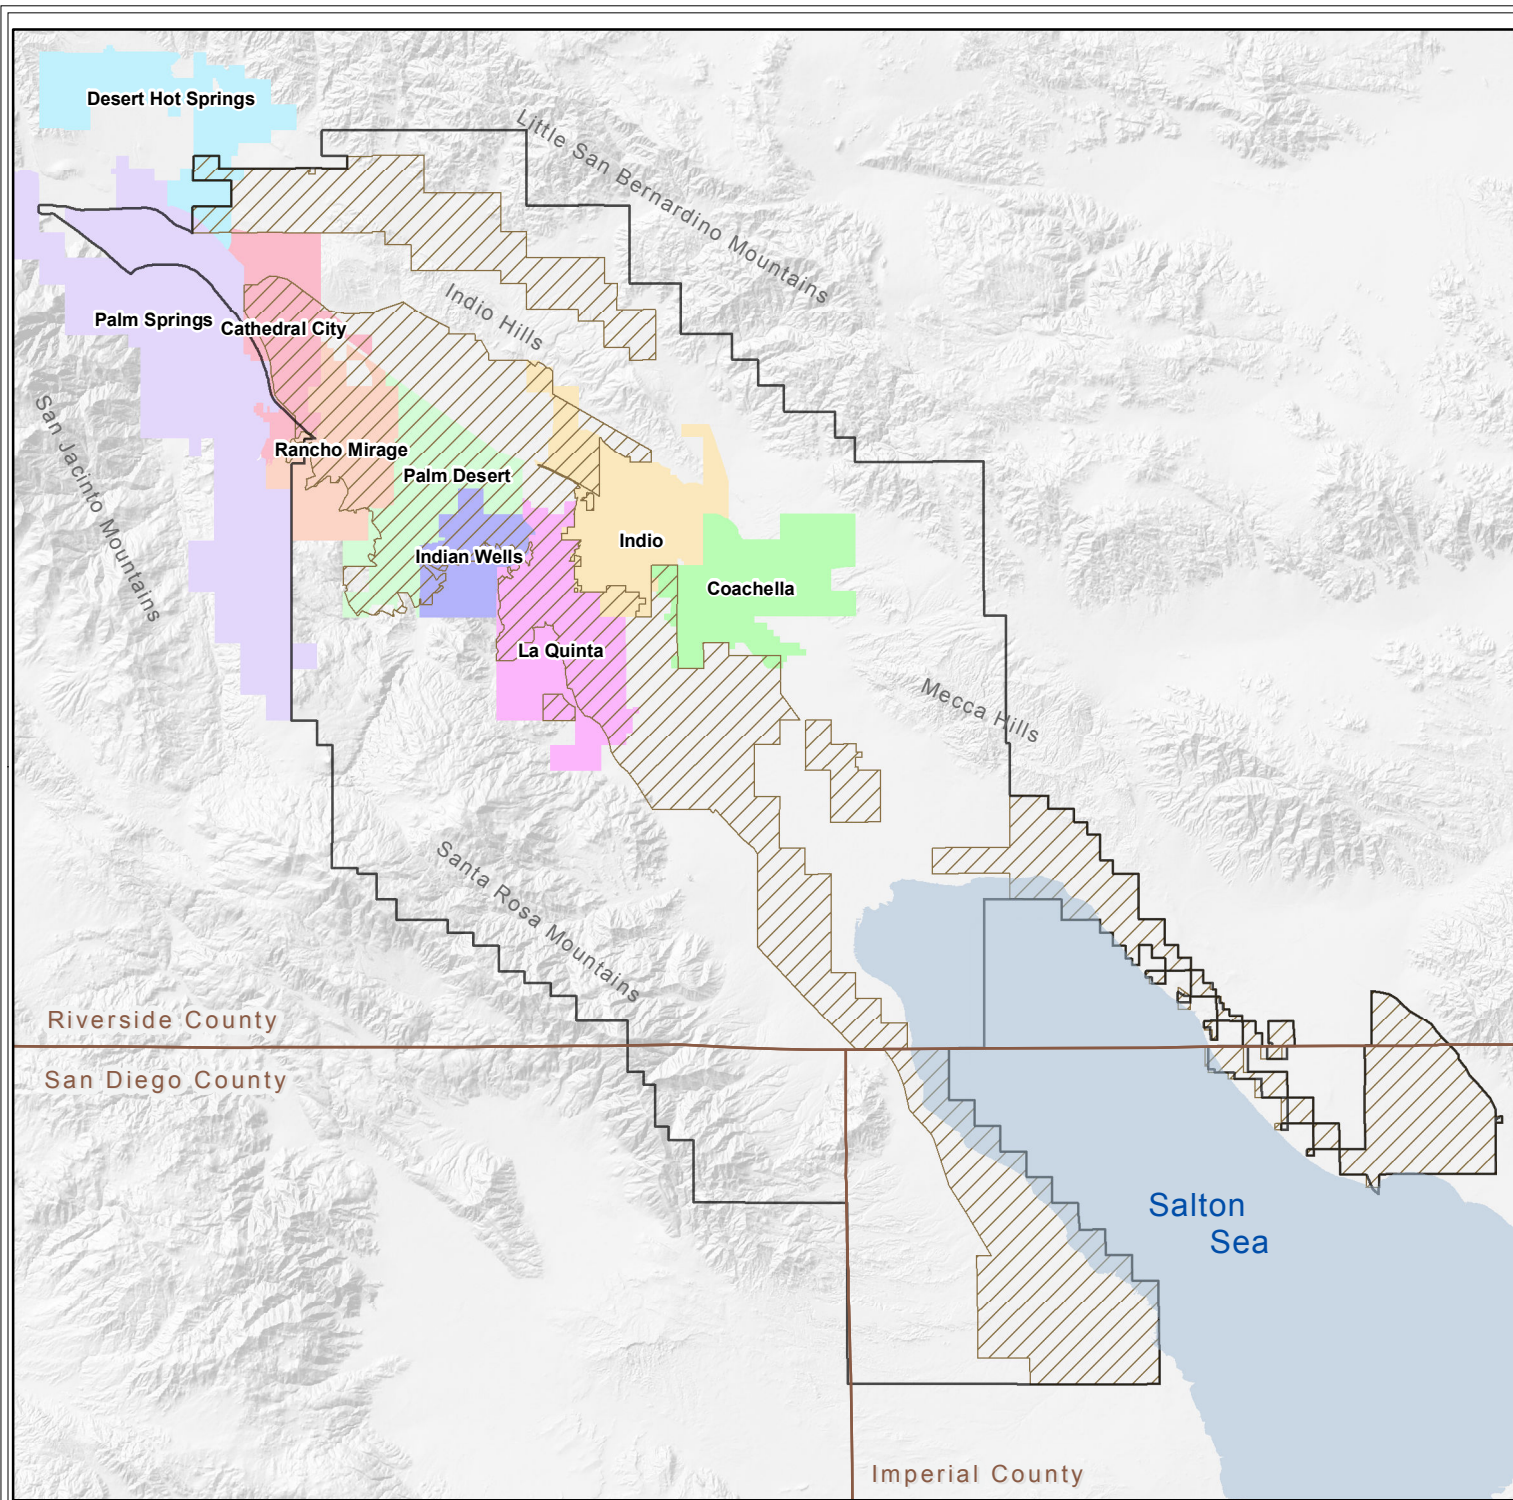 Desert Hot Springs
Little San Bernardino Mountains
Indio Hills
Palm Springs
Cathedral City
San Jacinto Mountains
Rancho Mirage
Palm Desert
Indio
Indian Wells
Coachella
La Quinta
Mecca Hills
Santa Rosa Mountains
Riverside County
San Diego County
Salton
Sea
Imperial County